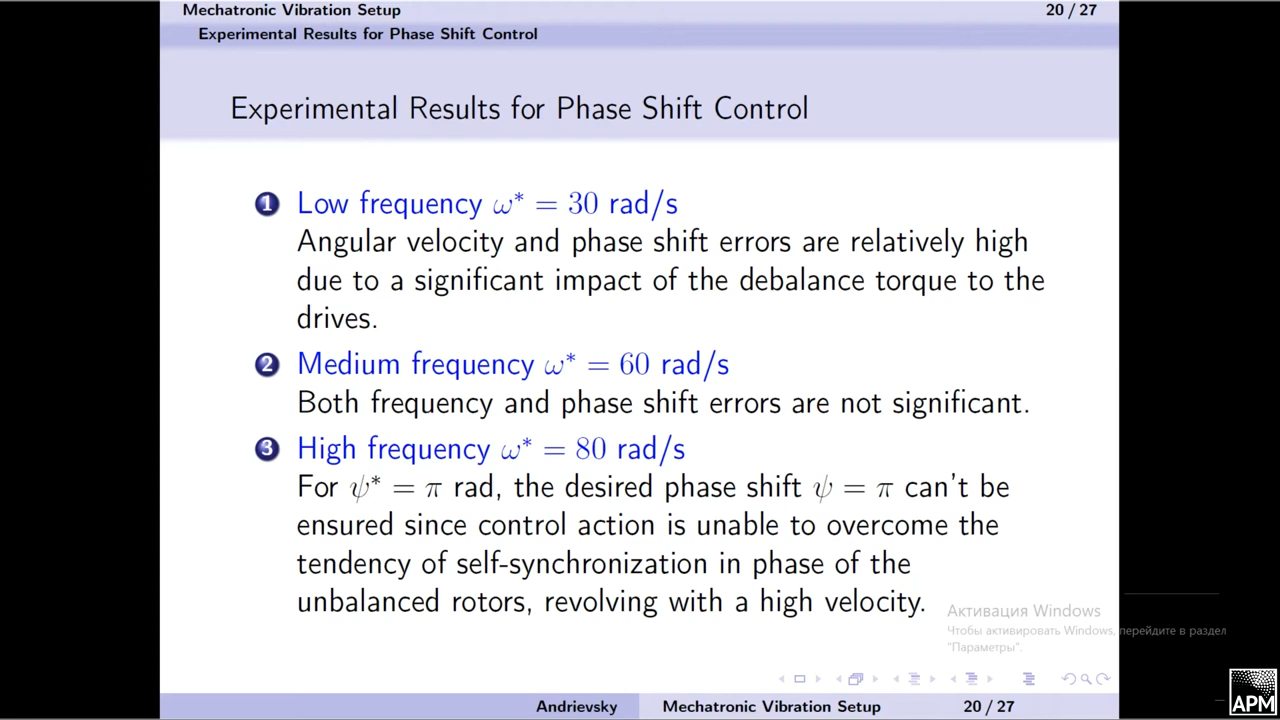 Mechatronic Vibration Setup 20 / 27
Experimental Results for Phase Shift Control
Experimental Results for Phase Shift Control
1 Low frequency ω* = 30 rad/s
Angular velocity and phase shift errors are relatively high
due to a significant impact of the debalance torque to the
drives.
2 Medium frequency ω* = 60 rad/s
Both frequency and phase shift errors are not significant.
3 High frequency ω* = 80 rad/s
For ψ* = π rad, the desired phase shift ψ = π can't be
ensured since control action is unable to overcome the
tendency of self-synchronization in phase of the
unbalanced rotors, revolving with a high velocity.
Активация Windows
Чтобы активировать Windows, перейдите в раздел
"Параметры".
Andrievsky Mechatronic Vibration Setup 20 / 27
APM